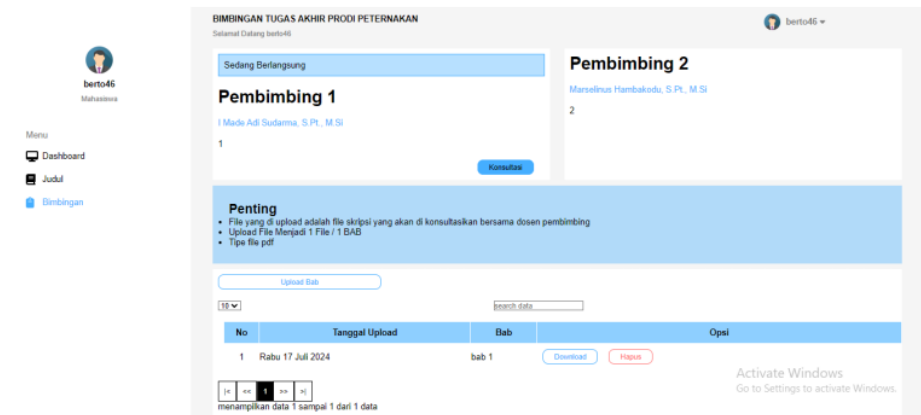 BIMBINGAN TUGAS AKHIR PRODI PETERNAKAN
Selamat Datang berto46
berto46
berto46
Mahasiswa
Menu
Dashboard
Judul
Bimbingan
Sedang Berlangsung
Pembimbing 1
I Made Adi Sudarma, S.Pt., M.Si
1
Konsultasi
Pembimbing 2
Marselinus Hambakodu, S.Pt., M.Si
2
Penting
File yang di upload adalah file skripsi yang akan di konsultasikan bersama dosen pembimbing
Upload File Menjadi 1 File / 1 BAB
Tipe file pdf
Upload Bab
10
search data
No Tanggal Upload Bab Opsi
1 Rabu 17 Juli 2024 bab 1 Download Hapus
|< << 1 >> >|
menampilkan data 1 sampai 1 dari 1 data
Activate Windows
Go to Settings to activate Windows.